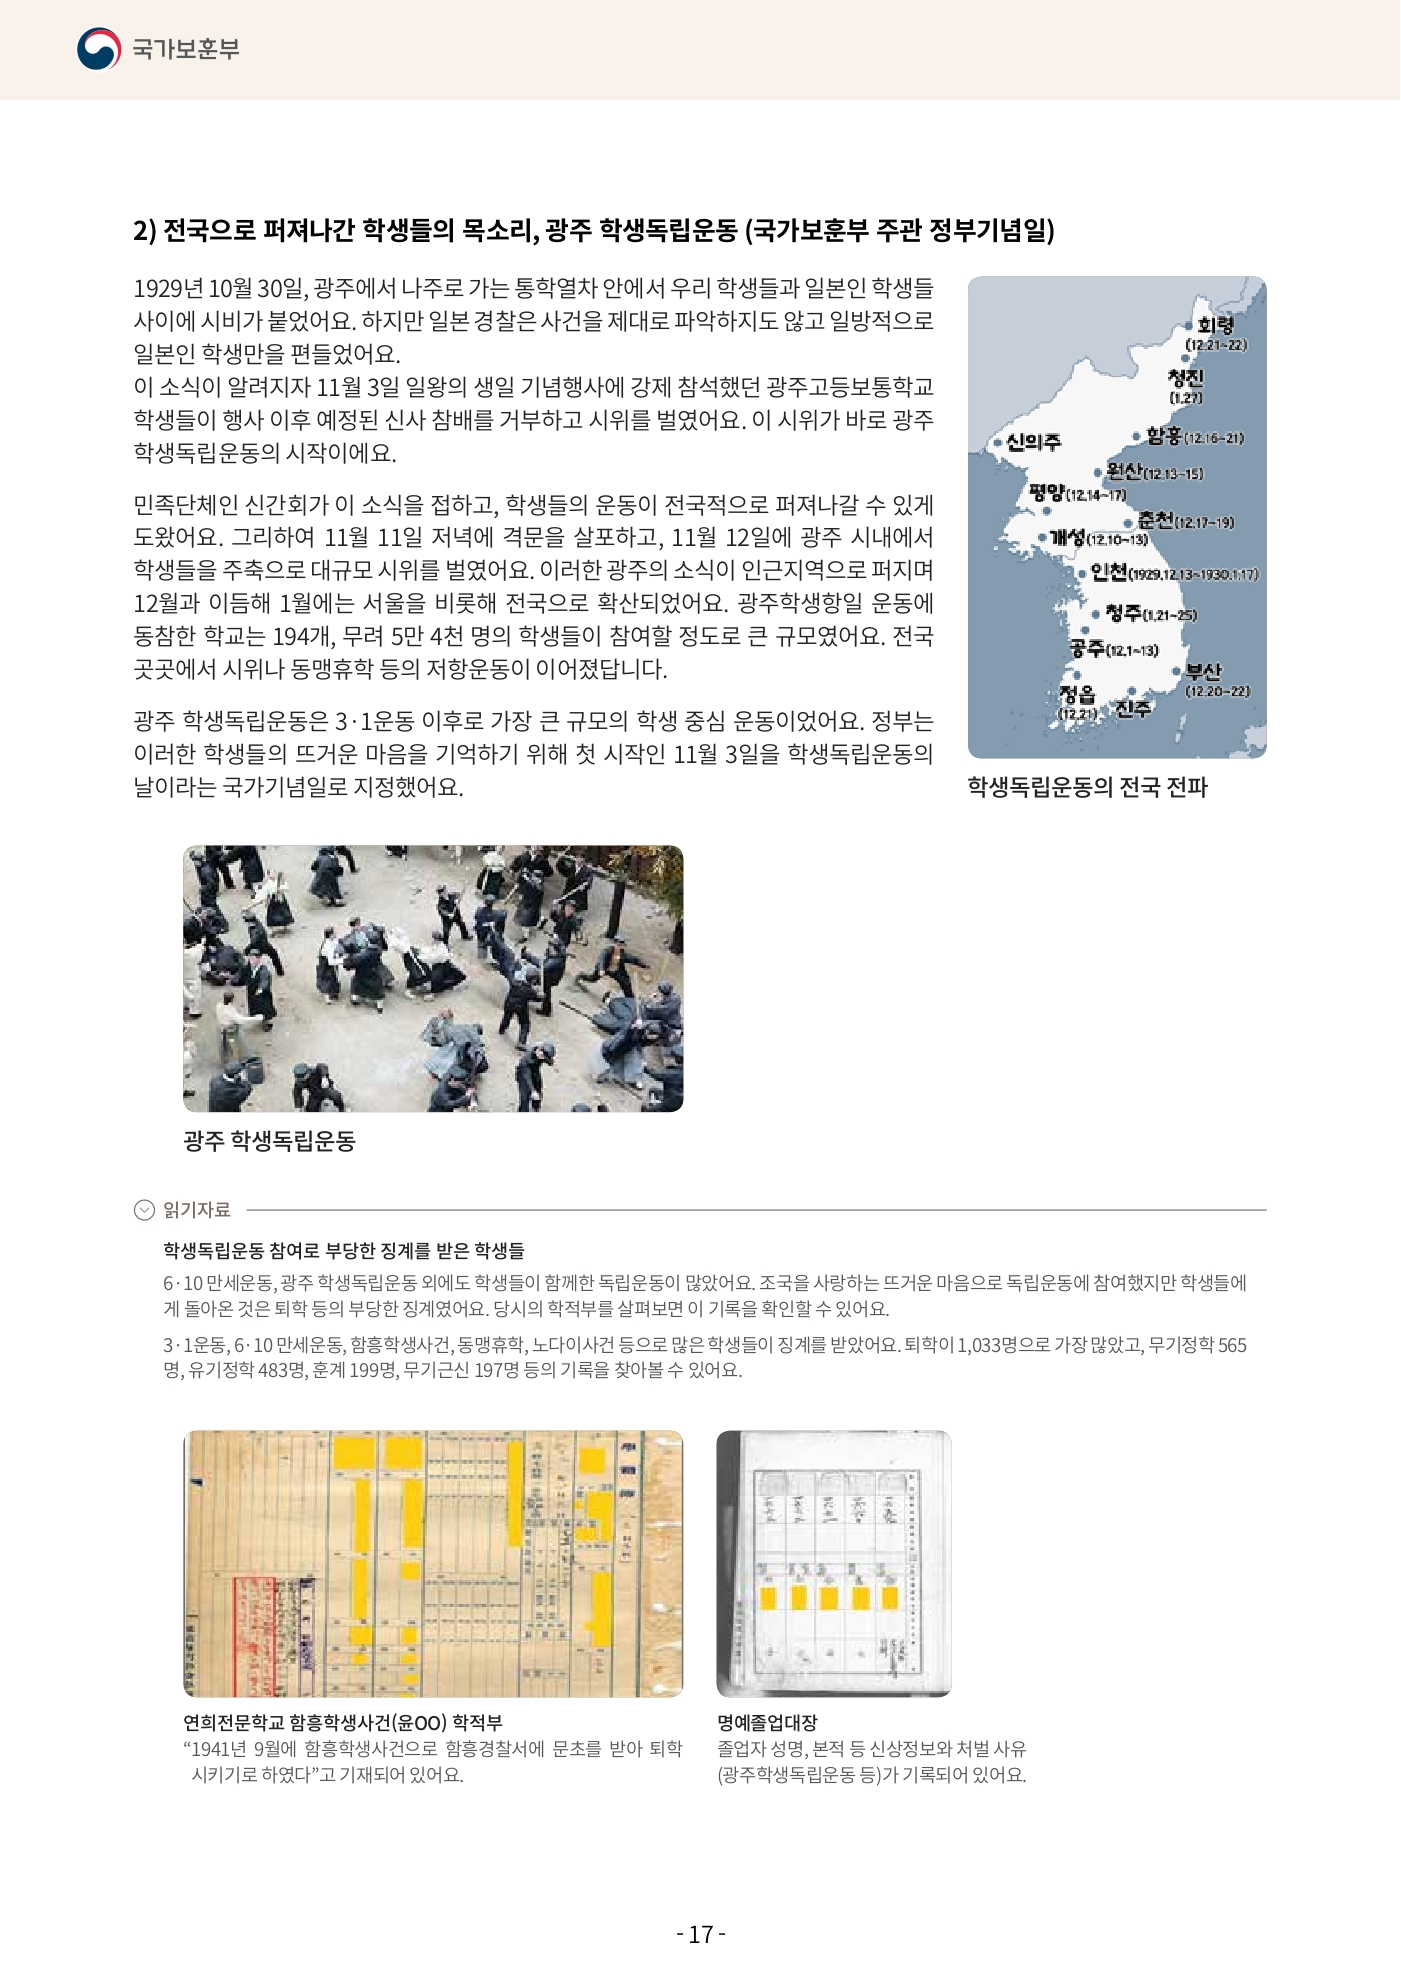 국가보훈부
2) 전국으로 퍼져나간 학생들의 목소리, 광주 학생독립운동 (국가보훈부 주관 정부기념일)
1929년 10월 30일, 광주에서 나주로 가는 통학열차 안에서 우리 학생들과 일본인 학생들
사이에 시비가 붙었어요. 하지만 일본 경찰은 사건을 제대로 파악하지도 않고 일방적으로
일본인 학생만을 편들었어요.
이 소식이 알려지자 11월 3일 일왕의 생일 기념행사에 강제 참석했던 광주고등보통학교
학생들이 행사 이후 예정된 신사 참배를 거부하고 시위를 벌였어요. 이 시위가 바로 광주
학생독립운동의 시작이에요.
민족단체인 신간회가 이 소식을 접하고, 학생들의 운동이 전국적으로 퍼져나갈 수 있게
도왔어요. 그리하여 11월 11일 저녁에 격문을 살포하고, 11월 12일에 광주 시내에서
학생들을 주축으로 대규모 시위를 벌였어요. 이러한 광주의 소식이 인근지역으로 퍼지며
12월과 이듬해 1월에는 서울을 비롯해 전국으로 확산되었어요. 광주학생항일 운동에
동참한 학교는 194개, 무려 5만 4천 명의 학생들이 참여할 정도로 큰 규모였어요. 전국
곳곳에서 시위나 동맹휴학 등의 저항운동이 이어졌답니다.
광주 학생독립운동은 3·1운동 이후로 가장 큰 규모의 학생 중심 운동이었어요. 정부는
이러한 학생들의 뜨거운 마음을 기억하기 위해 첫 시작인 11월 3일을 학생독립운동의
날이라는 국가기념일로 지정했어요.
회령
(12.21~22)
청진
(1.27)
신의주
함흥(12.16~21)
원산(12.13~15)
평양(12.14~17)
춘천(12.17~19)
개성(12.10~13)
인천(1929.12.13~1930.1.17)
청주(1.21~25)
공주(12.1~13)
부산
(12.20~22)
정읍
(12.21)
진주
학생독립운동의 전국 전파
광주 학생독립운동
읽기자료
학생독립운동 참여로 부당한 징계를 받은 학생들
6·10 만세운동, 광주 학생독립운동 외에도 학생들이 함께한 독립운동이 많았어요. 조국을 사랑하는 뜨거운 마음으로 독립운동에 참여했지만 학생들에
게 돌아온 것은 퇴학 등의 부당한 징계였어요. 당시의 학적부를 살펴보면 이 기록을 확인할 수 있어요.
3·1운동, 6·10 만세운동, 함흥학생사건, 동맹휴학, 노다이사건 등으로 많은 학생들이 징계를 받았어요. 퇴학이 1,033명으로 가장 많았고, 무기정학 565
명, 유기정학 483명, 훈계 199명, 무기근신 197명 등의 기록을 찾아볼 수 있어요.
연희전문학교 함흥학생사건(윤OO) 학적부
“1941년 9월에 함흥학생사건으로 함흥경찰서에 문초를 받아 퇴학
시키기로 하였다”고 기재되어 있어요.
명예졸업대장
졸업자 성명, 본적 등 신상정보와 처벌 사유
(광주학생독립운동 등)가 기록되어 있어요.
- 17 -